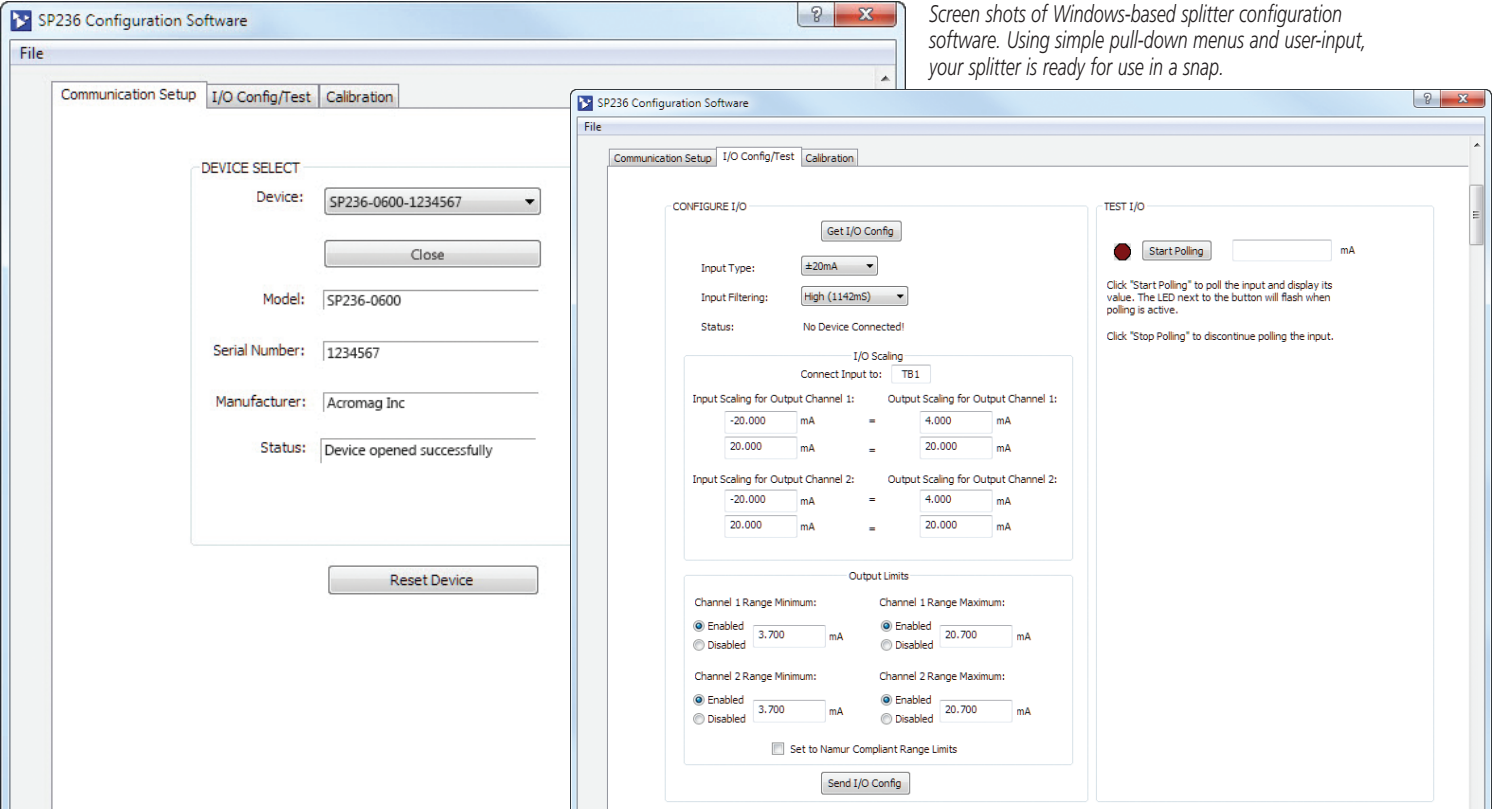 SP236 Configuration Software
File
Communication Setup I/O Config/Test Calibration
DEVICE SELECT
Device: SP236-0600-1234567
Close
Model: SP236-0600
Serial Number: 1234567
Manufacturer: Acromag Inc
Status: Device opened successfully
Reset Device
Screen shots of Windows-based splitter configuration
software. Using simple pull-down menus and user-input,
your splitter is ready for use in a snap.
SP236 Configuration Software
File
Communication Setup I/O Config/Test Calibration
CONFIGURE I/O
Get I/O Config
Input Type: ±20mA
Input Filtering: High (1142mS)
Status: No Device Connected!
I/O Scaling
Connect Input to: TB1
Input Scaling for Output Channel 1: Output Scaling for Output Channel 1:
-20.000 mA = 4.000 mA
20.000 mA = 20.000 mA
Input Scaling for Output Channel 2: Output Scaling for Output Channel 2:
-20.000 mA = 4.000 mA
20.000 mA = 20.000 mA
Output Limits
Channel 1 Range Minimum: Channel 1 Range Maximum:
Enabled Enabled
3.700 mA 20.700 mA
Disabled Disabled
Channel 2 Range Minimum: Channel 2 Range Maximum:
Enabled Enabled
3.700 mA 20.700 mA
Disabled Disabled
Set to Namur Compliant Range Limits
Send I/O Config
TEST I/O
Start Polling mA
Click "Start Polling" to poll the input and display its
value. The LED next to the button will flash when
polling is active.
Click "Stop Polling" to discontinue polling the input.